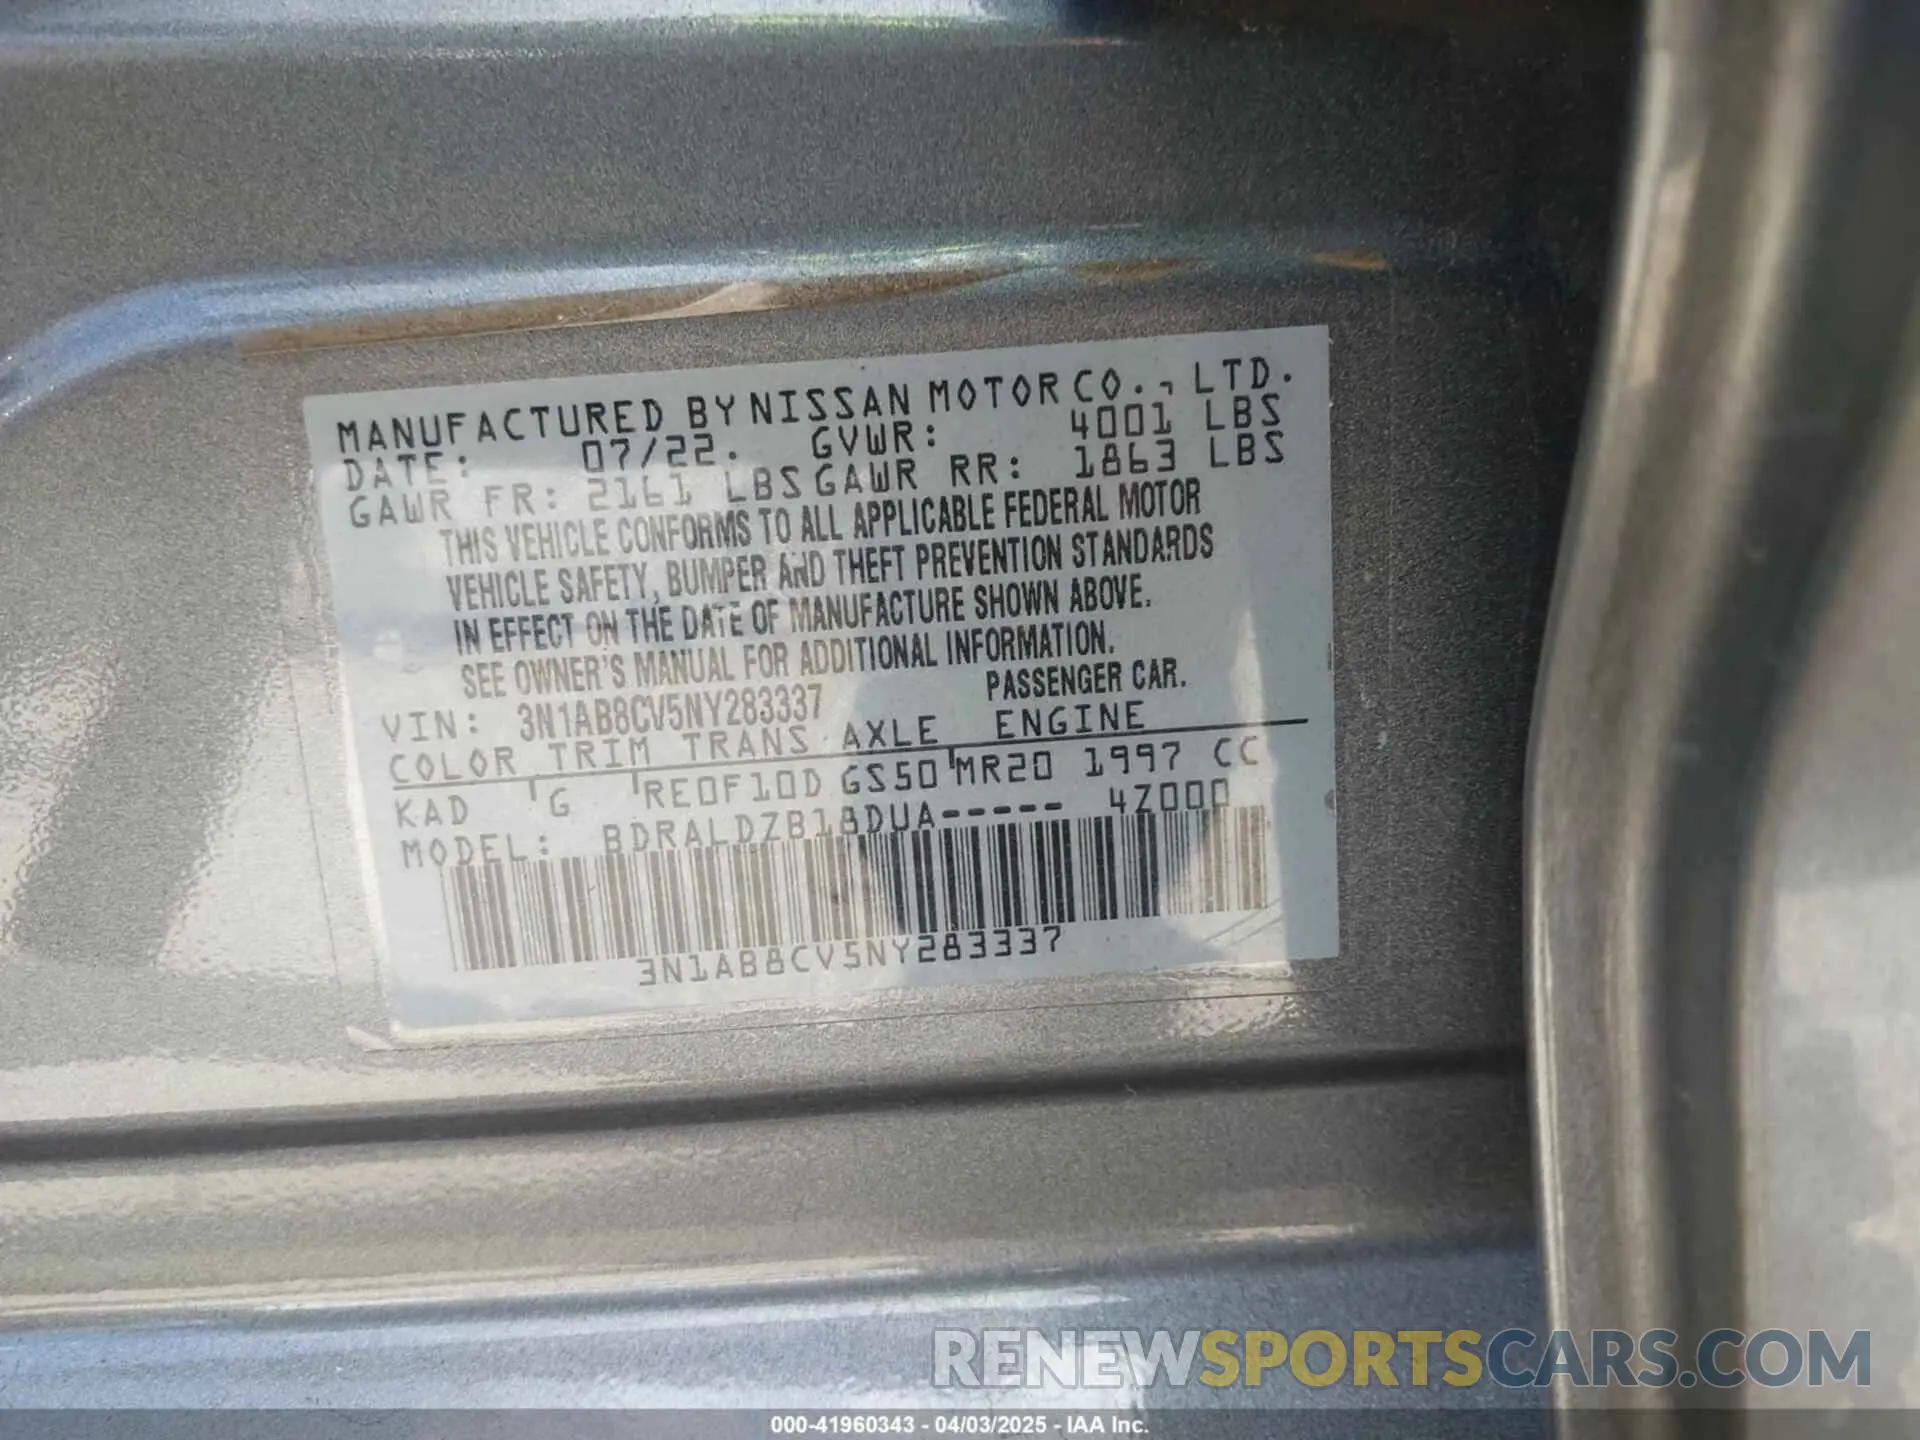 MANUFACTURED BY NISSAN MOTOR CO., LTD.
DATE: 07/22. GVWR: 4001 LBS
GAWR FR: 2161 LBS GAWR RR: 1863 LBS
THIS VEHICLE CONFORMS TO ALL APPLICABLE FEDERAL MOTOR
VEHICLE SAFETY, BUMPER AND THEFT PREVENTION STANDARDS
IN EFFECT ON THE DATE OF MANUFACTURE SHOWN ABOVE.
SEE OWNER'S MANUAL FOR ADDITIONAL INFORMATION.
PASSENGER CAR.
VIN: 3N1AB8CV5NY283337
COLOR TRIM TRANS AXLE ENGINE
KAD G RE0F10D GS50 MR20 1997 CC
MODEL: BDRALDZB18DUA----- 4Z000
3N1AB8CV5NY283337
RENEWSPORTSCARS.COM
000-41960343 - 04/03/2025 - IAA Inc.